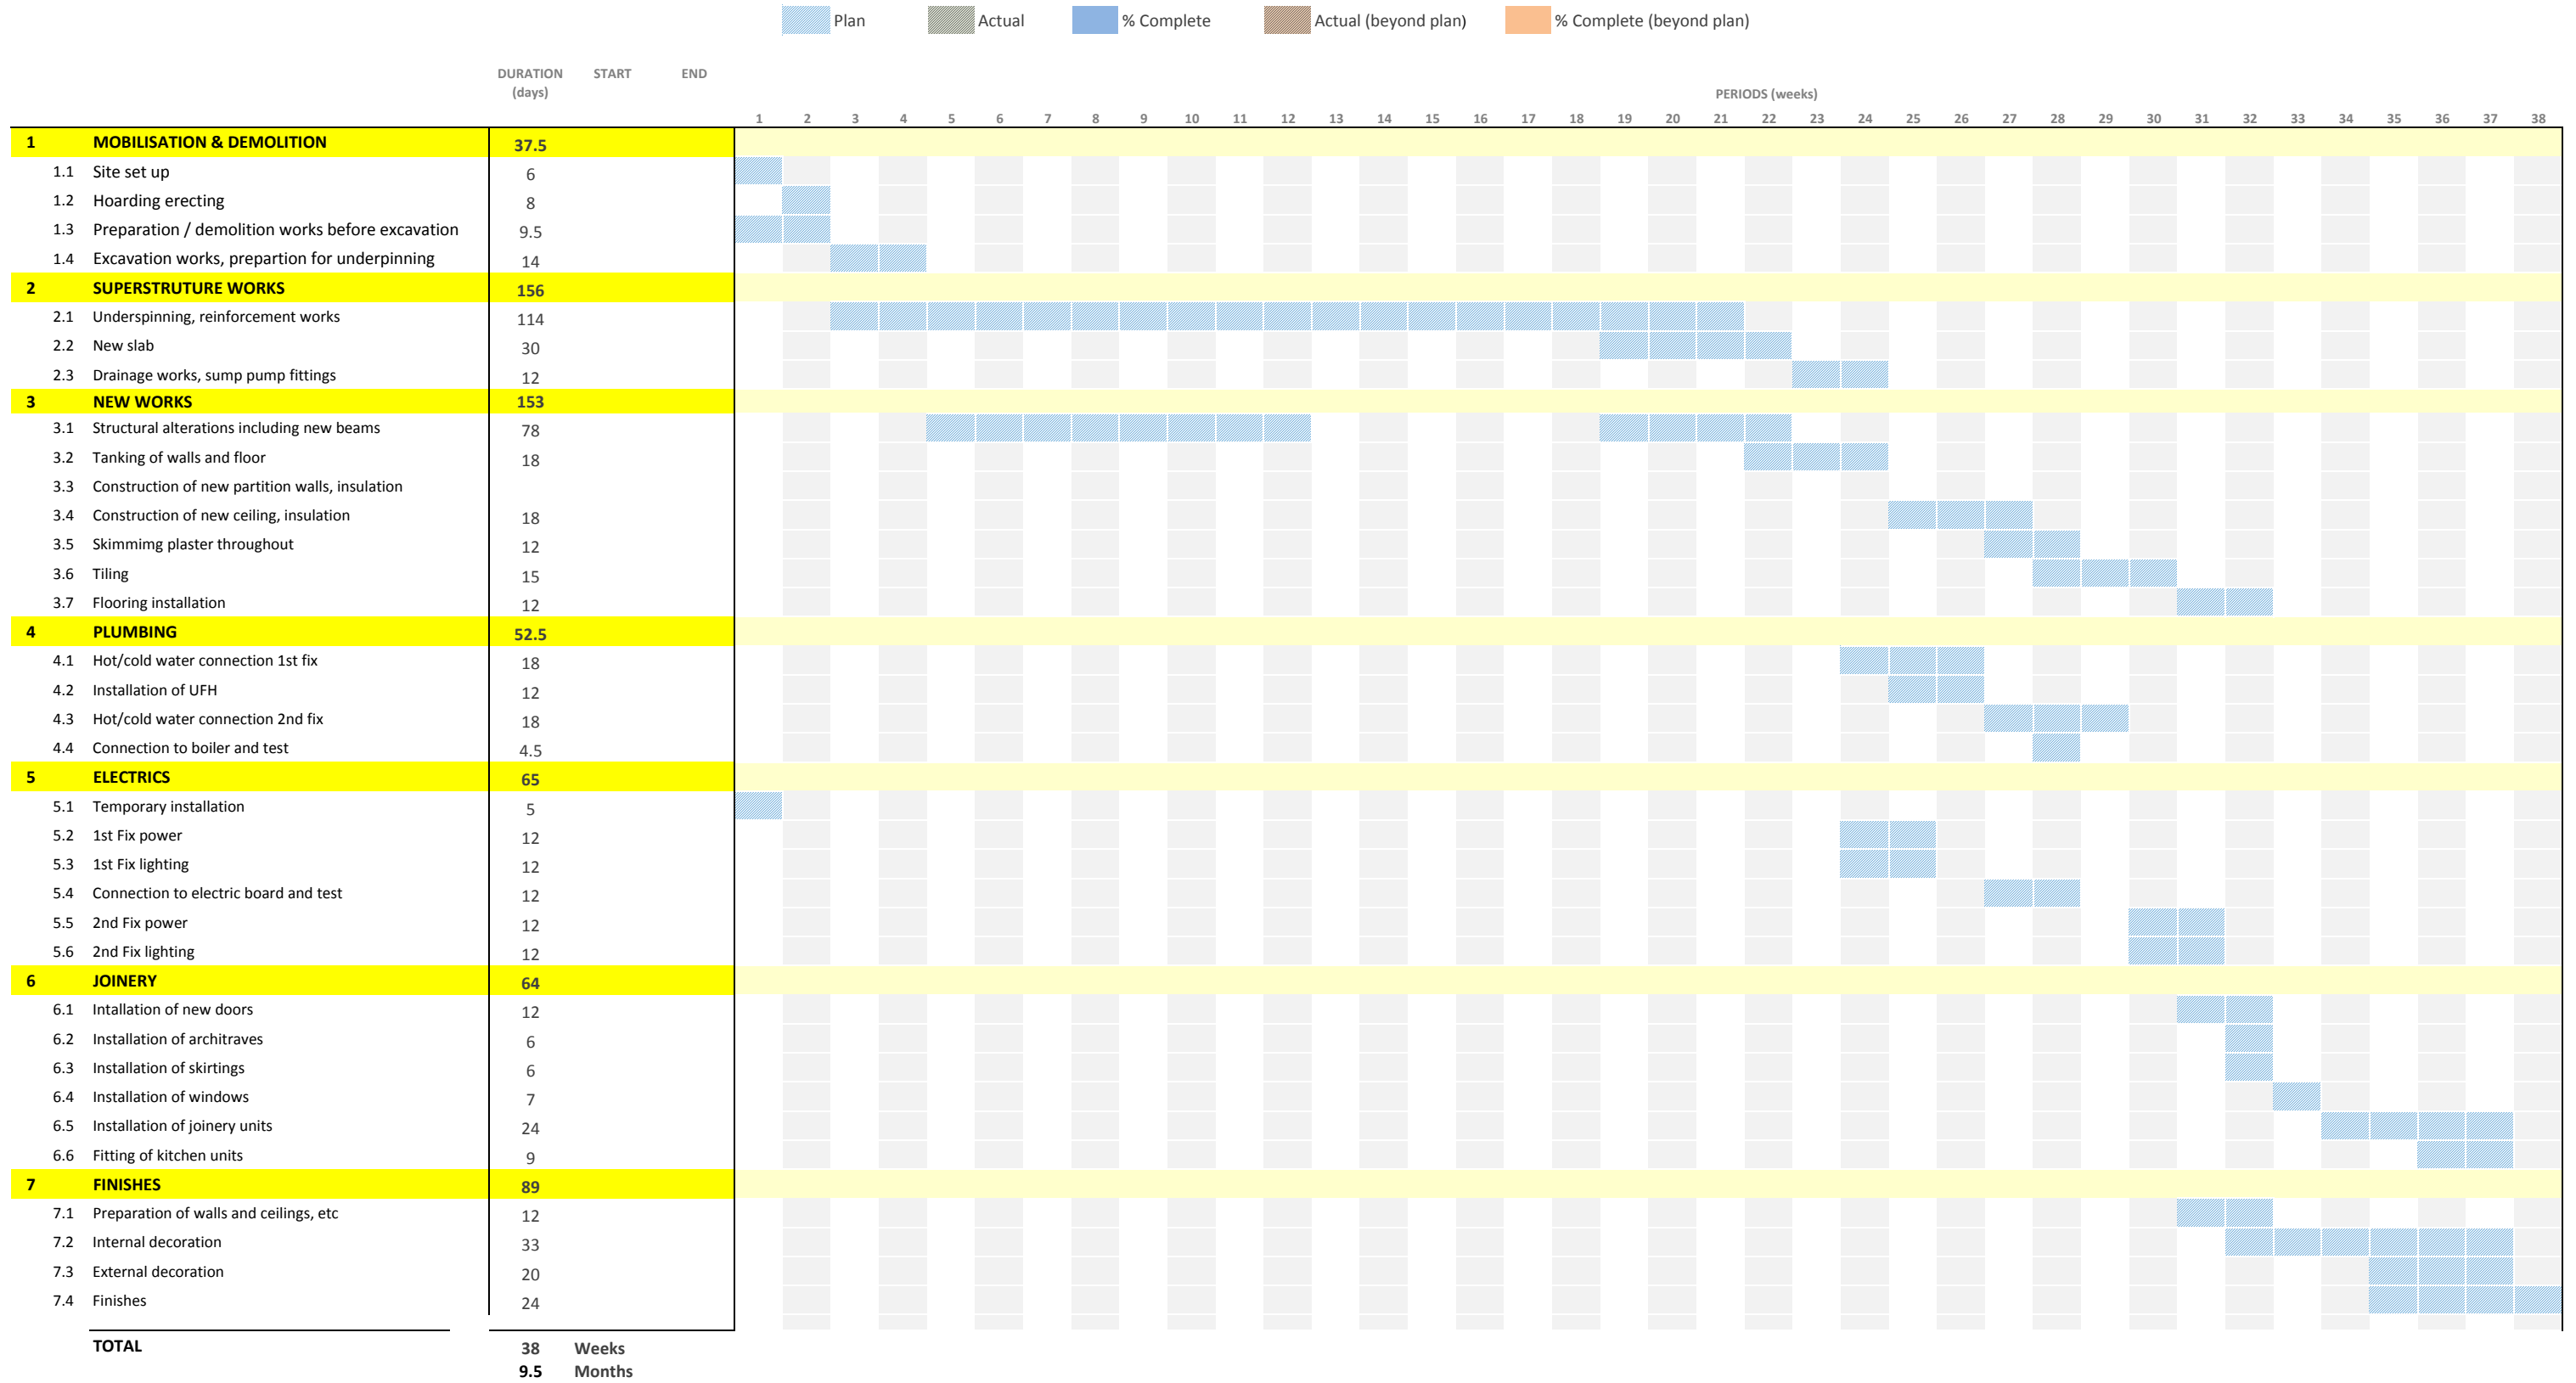 Plan Actual % Complete Actual (beyond plan) % Complete (beyond plan)
DURATION START END
(days)
PERIODS (weeks)
1 2 3 4 5 6 7 8 9 10 11 12 13 14 15 16 17 18 19 20 21 22 23 24 25 26 27 28 29 30 31 32 33 34 35 36 37 38
1 MOBILISATION & DEMOLITION 37.5
1.1 Site set up 6
1.2 Hoarding erecting 8
1.3 Preparation / demolition works before excavation 9.5
1.4 Excavation works, prepartion for underpinning 14
2 SUPERSTRUTURE WORKS 156
2.1 Underspinning, reinforcement works 114
2.2 New slab 30
2.3 Drainage works, sump pump fittings 12
3 NEW WORKS 153
3.1 Structural alterations including new beams 78
3.2 Tanking of walls and floor 18
3.3 Construction of new partition walls, insulation
3.4 Construction of new ceiling, insulation 18
3.5 Skimmimg plaster throughout 12
3.6 Tiling 15
3.7 Flooring installation 12
4 PLUMBING 52.5
4.1 Hot/cold water connection 1st fix 18
4.2 Installation of UFH 12
4.3 Hot/cold water connection 2nd fix 18
4.4 Connection to boiler and test 4.5
5 ELECTRICS 65
5.1 Temporary installation 5
5.2 1st Fix power 12
5.3 1st Fix lighting 12
5.4 Connection to electric board and test 12
5.5 2nd Fix power 12
5.6 2nd Fix lighting 12
6 JOINERY 64
6.1 Intallation of new doors 12
6.2 Installation of architraves 6
6.3 Installation of skirtings 6
6.4 Installation of windows 7
6.5 Installation of joinery units 24
6.6 Fitting of kitchen units 9
7 FINISHES 89
7.1 Preparation of walls and ceilings, etc 12
7.2 Internal decoration 33
7.3 External decoration 20
7.4 Finishes 24
TOTAL 38 Weeks
9.5 Months